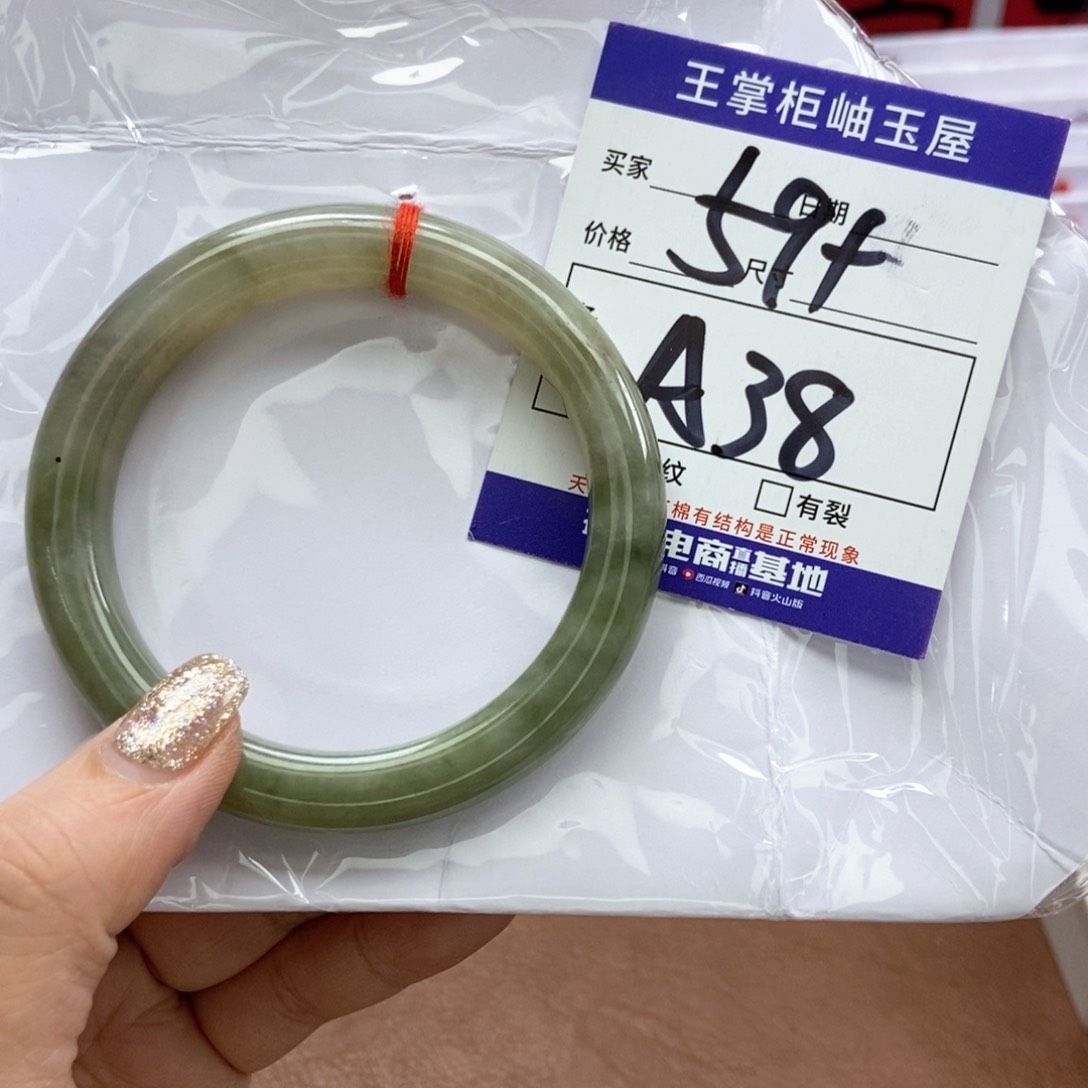 王掌柜岫玉屋
买家
日期
59+
价格
尺寸
A38
纹
有裂
天
棉有结构是正常现象
电商直播基地
抖音 西瓜视频 抖音火山版